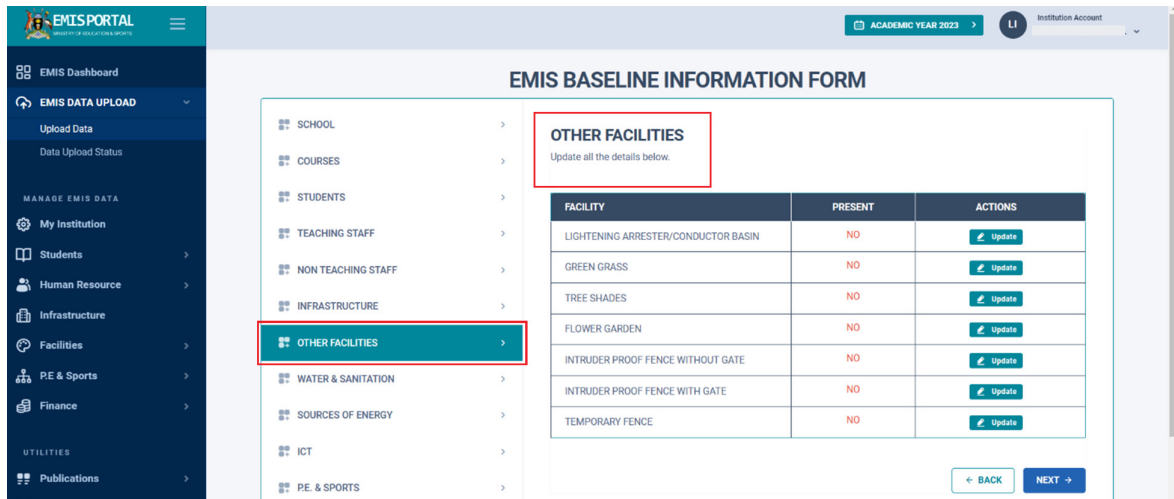 EMIS PORTAL
MINISTRY OF EDUCATION & SPORTS
ACADEMIC YEAR 2023
LI
Institution Account
EMIS Dashboard
EMIS DATA UPLOAD
Upload Data
Data Upload Status
MANAGE EMIS DATA
My Institution
Students
Human Resource
Infrastructure
Facilities
P.E & Sports
Finance
UTILITIES
Publications
EMIS BASELINE INFORMATION FORM
SCHOOL
COURSES
STUDENTS
TEACHING STAFF
NON TEACHING STAFF
INFRASTRUCTURE
OTHER FACILITIES
WATER & SANITATION
SOURCES OF ENERGY
ICT
P.E. & SPORTS
OTHER FACILITIES
Update all the details below.
FACILITY PRESENT ACTIONS
LIGHTENING ARRESTER/CONDUCTOR BASIN NO Update
GREEN GRASS NO Update
TREE SHADES NO Update
FLOWER GARDEN NO Update
INTRUDER PROOF FENCE WITHOUT GATE NO Update
INTRUDER PROOF FENCE WITH GATE NO Update
TEMPORARY FENCE NO Update
← BACK NEXT →